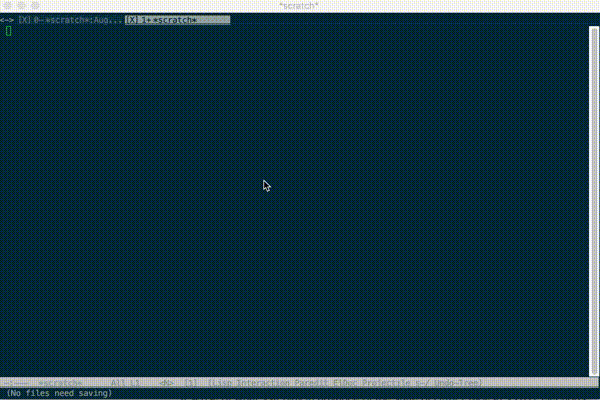 *scratch*
<-> [X] 0-*scratch*:Aug... [X] 1+*scratch*
-:--- *scratch* All L1 <N> [1] [Lisp Interaction Paredit ElDoc Projectile s-/ Undo-Tree]
(No files need saving)